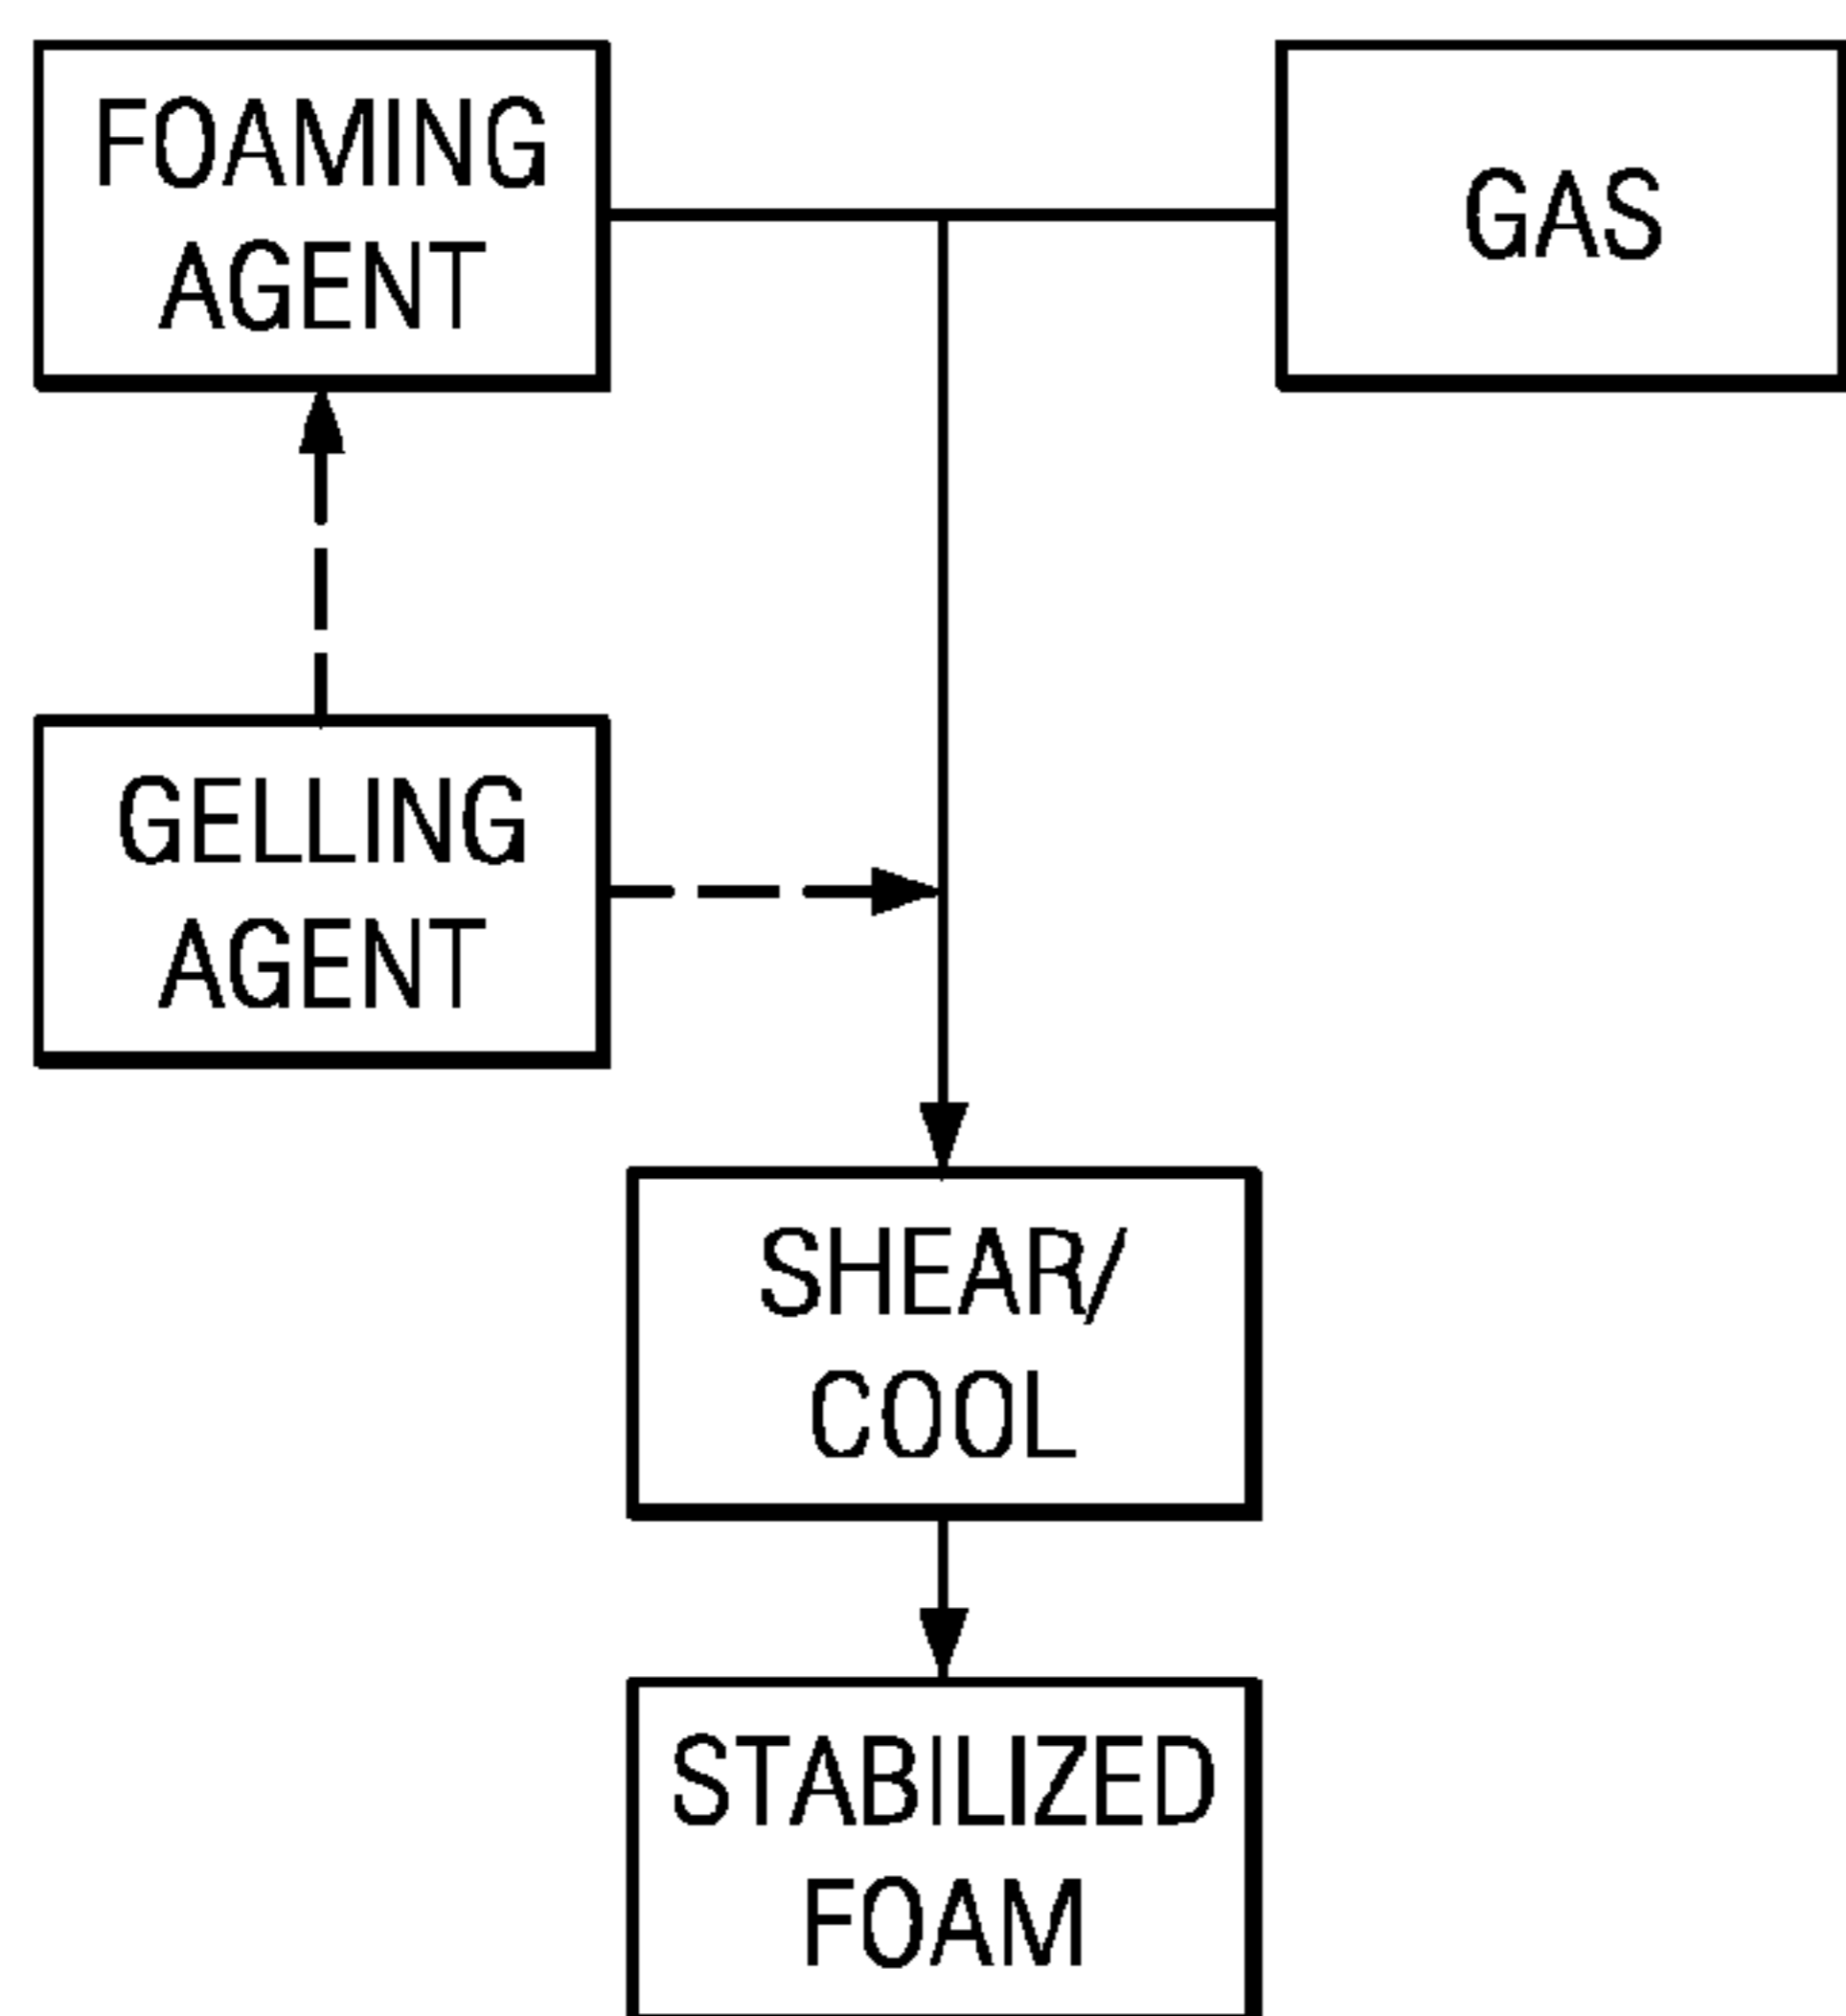 FOAMING
AGENT
GAS
GELLING
AGENT
SHEAR/
COOL
STABILIZED
FOAM